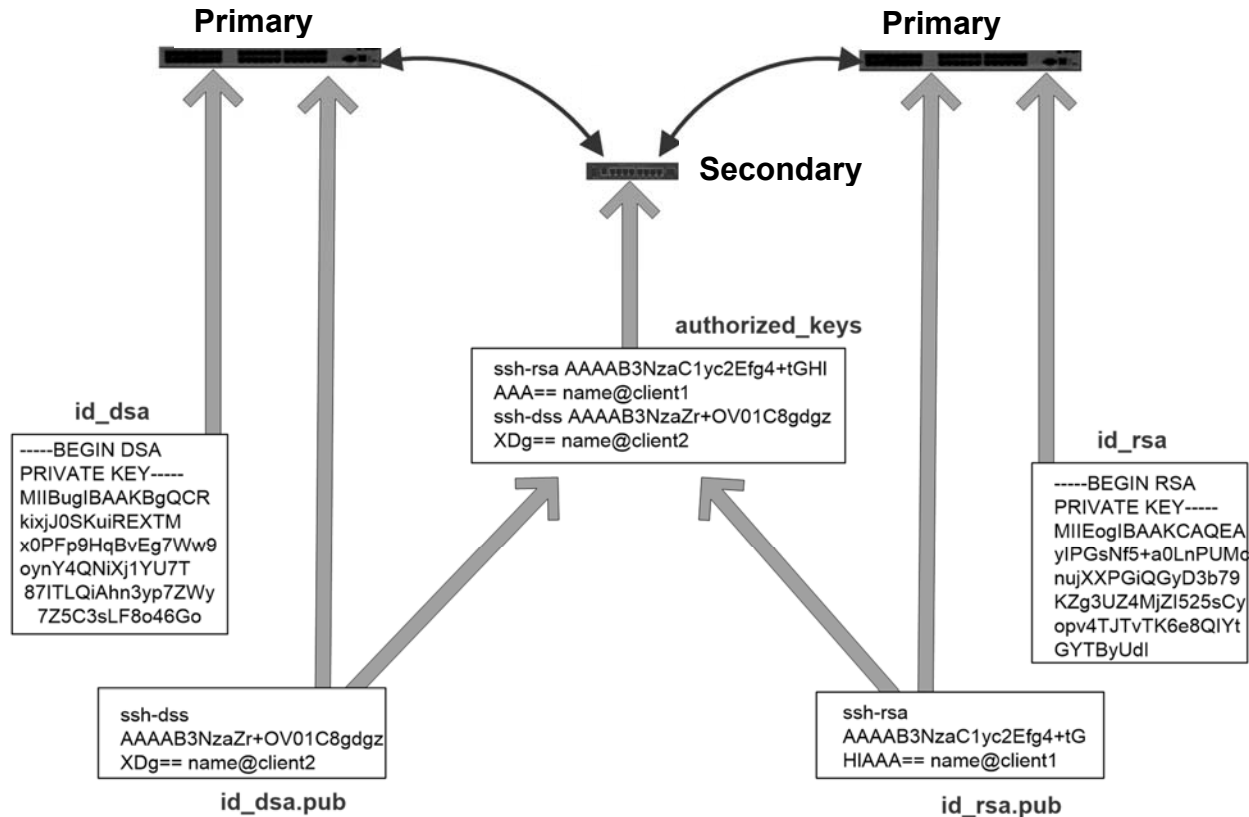 Primary
Primary
Secondary
authorized_keys
ssh-rsa AAAAB3NzaC1yc2Efg4+tGHI
AAA== name@client1
ssh-dss AAAAB3NzaZr+OV01C8gdgz
XDg== name@client2
id_dsa
-----BEGIN DSA
PRIVATE KEY-----
MIIBugIBAAKBgQCR
kixjJ0SKuiREXTM
x0PFp9HqBvEg7Ww9
oynY4QNiXj1YU7T
87ITLQiAhn3yp7ZWy
7Z5C3sLF8o46Go
id_rsa
-----BEGIN RSA
PRIVATE KEY-----
MIIEogIBAAKCAQEA
yIPGsNf5+a0LnPUMc
nujXXPGiQGyD3b79
KZg3UZ4MjZI525sCy
opv4TJTvTK6e8QIYt
GYTByUdI
ssh-dss
AAAAB3NzaZr+OV01C8gdgz
XDg== name@client2
id_dsa.pub
ssh-rsa
AAAAB3NzaC1yc2Efg4+tG
HIAAA== name@client1
id_rsa.pub